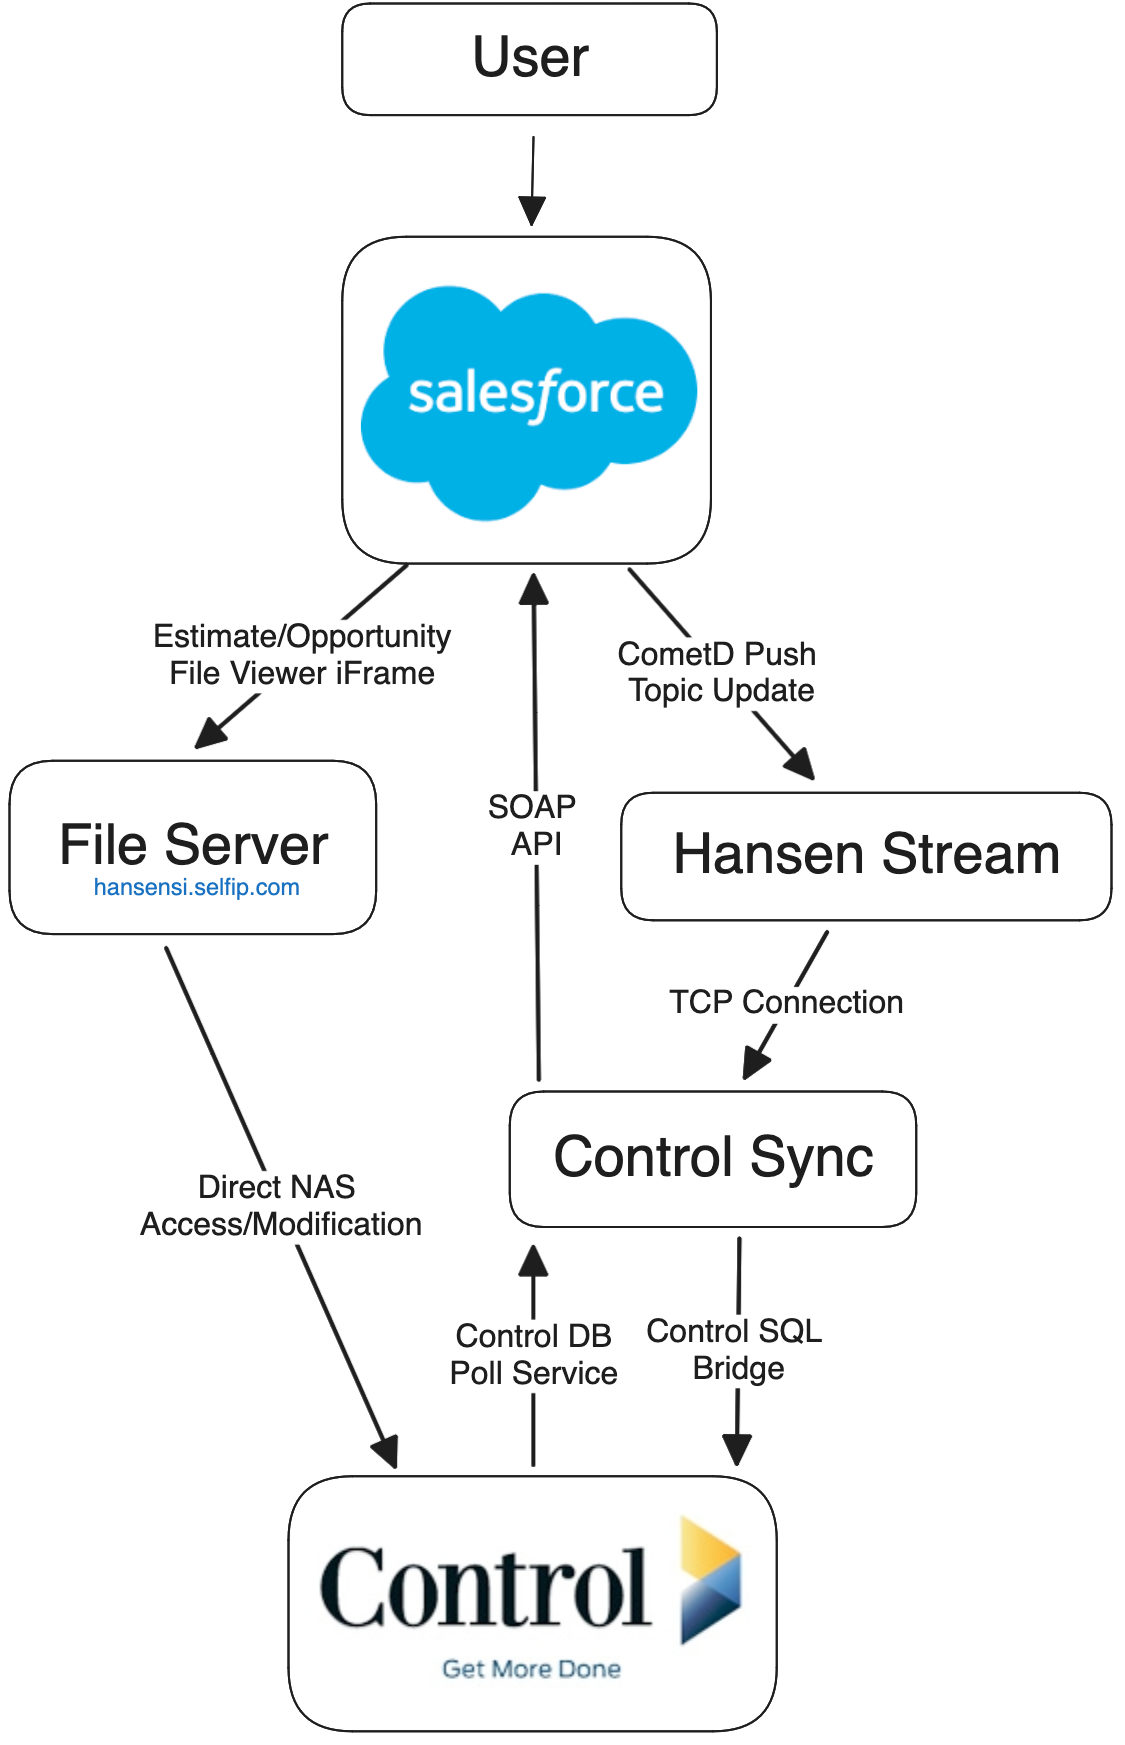 User
salesforce
Estimate/Opportunity
File Viewer iFrame
CometD Push
Topic Update
File Server
hansensi.selfip.com
SOAP
API
Hansen Stream
TCP Connection
Control Sync
Direct NAS
Access/Modification
Control DB
Poll Service
Control SQL
Bridge
Control
Get More Done